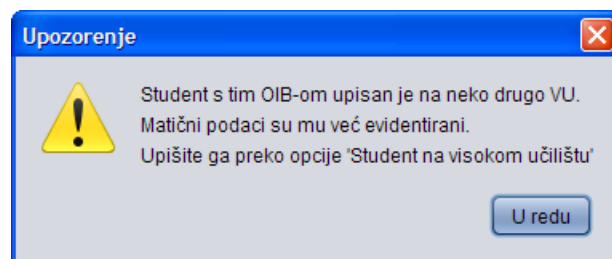 Upozorenje
Student s tim OIB-om upisan je na neko drugo VU.
Matični podaci su mu već evidentirani.
Upišite ga preko opcije 'Student na visokom učilištu'
U redu